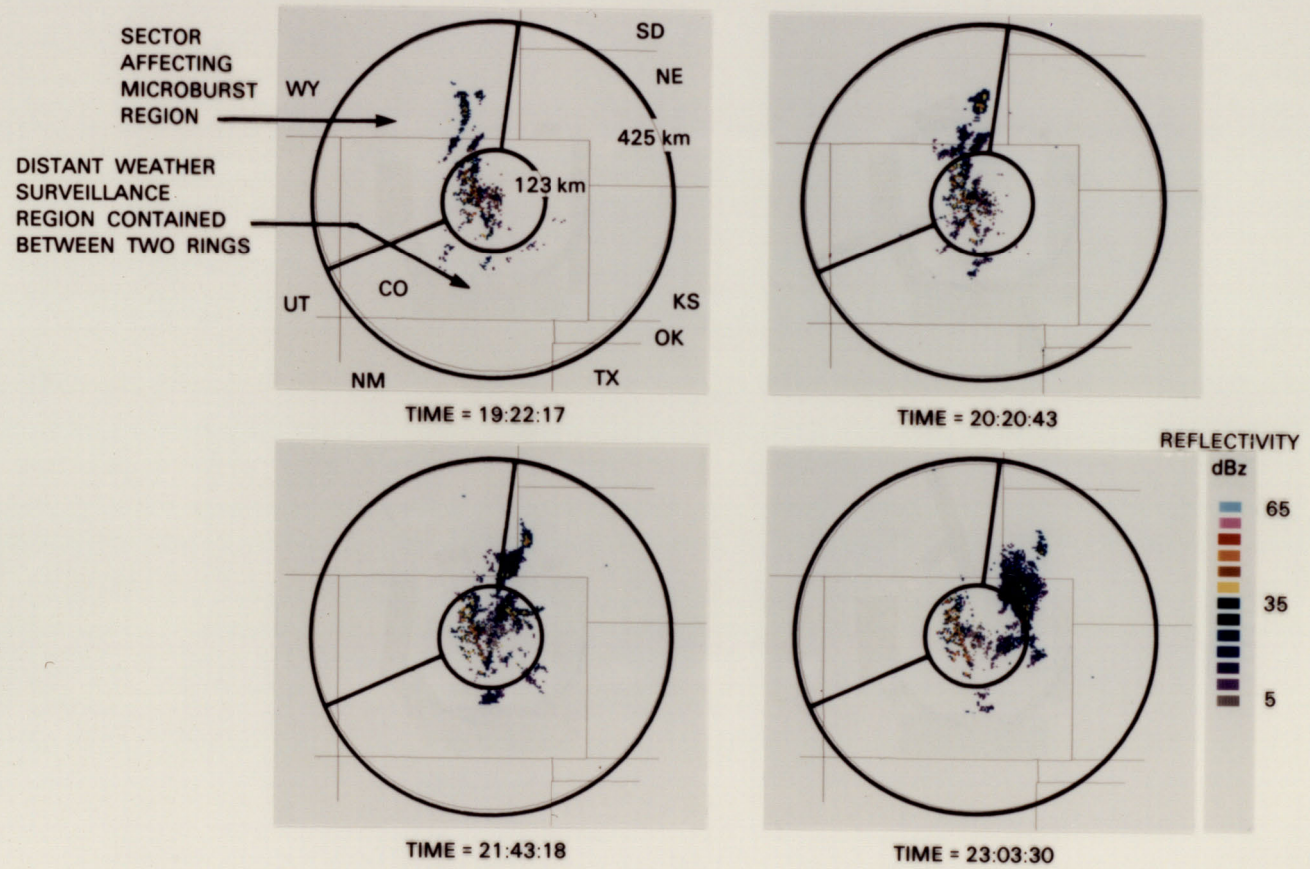 SECTOR
AFFECTING
MICROBURST
REGION
DISTANT WEATHER
SURVEILLANCE
REGION CONTAINED
BETWEEN TWO RINGS
WY
SD
NE
425 km
123 km
UT
CO
KS
OK
NM
TX
TIME = 19:22:17
TIME = 20:20:43
TIME = 21:43:18
TIME = 23:03:30
REFLECTIVITY
dBz
65
35
5